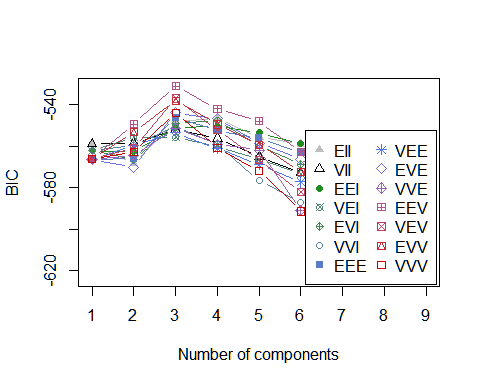 BIC
-540
-580
-620
EII VEE
VII EVE
EEI VVE
VEI EEV
EVI VEV
VVI EVV
EEE VVV
1 2 3 4 5 6 7 8 9
Number of components